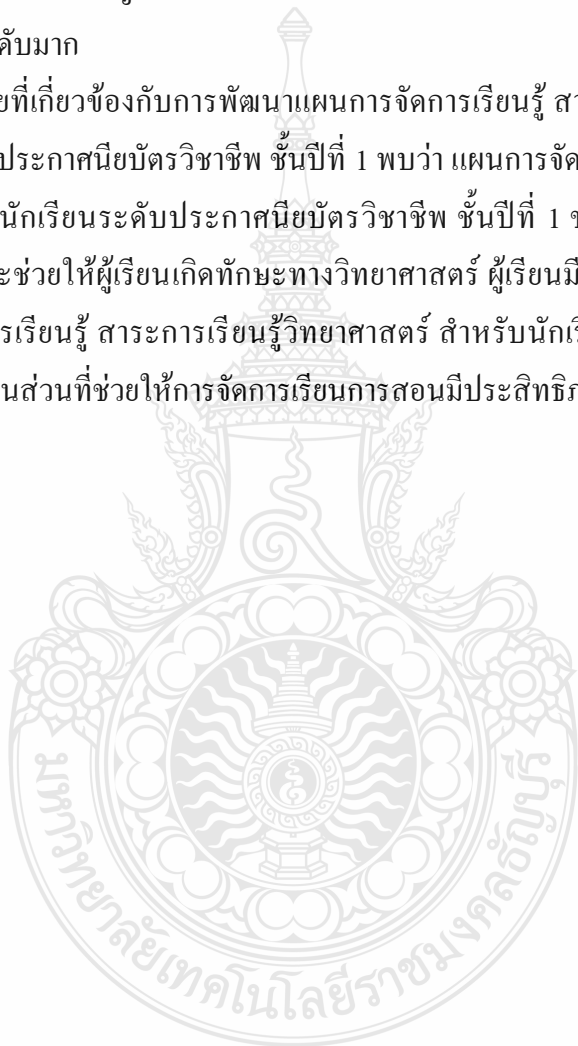 ดับมาก
ยที่เกี่ยวข้องกับการพัฒนาแผนการจัดการเรียนรู้ สา
ประกาศนียบัตรวิชาชีพ ชั้นปีที่ 1 พบว่า แผนการจัด
นักเรียนระดับประกาศนียบัตรวิชาชีพ ชั้นปีที่ 1 ข
ะช่วยให้ผู้เรียนเกิดทักษะทางวิทยาศาสตร์ ผู้เรียนมี
ารเรียนรู้ สาระการเรียนรู้วิทยาศาสตร์ สำหรับนักเรี
นส่วนที่ช่วยให้การจัดการเรียนการสอนมีประสิทธิภ
มหาวิทยาลัยเทคโนโลยีราชมงคลธัญบุรี